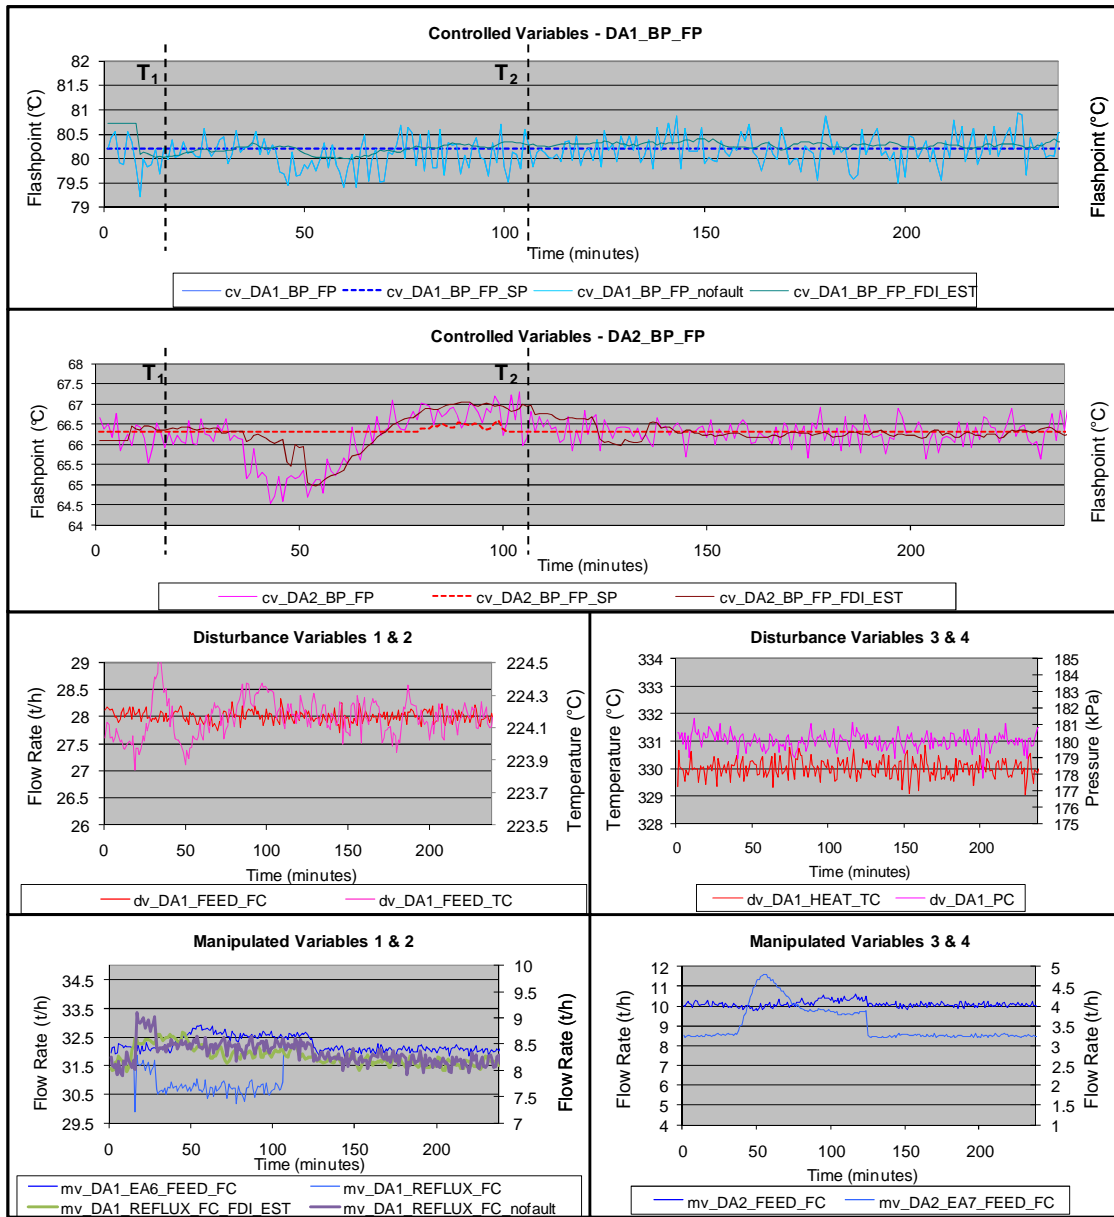 Controlled Variables - DA1_BP_FP
Flashpoint (°C)
82
81.5
81
80.5
80
79.5
79
T1
T2
0 50 100 150 200
Time (minutes)
Flashpoint (°C)
cv_DA1_BP_FP cv_DA1_BP_FP_SP cv_DA1_BP_FP_nofault cv_DA1_BP_FP_FDI_EST
Controlled Variables - DA2_BP_FP
Flashpoint (°C)
68
67.5
67
66.5
66
65.5
65
64.5
64
T1
T2
0 50 100 150 200
Time (minutes)
Flashpoint (°C)
cv_DA2_BP_FP cv_DA2_BP_FP_SP cv_DA2_BP_FP_FDI_EST
Disturbance Variables 1 & 2
Flow Rate (t/h)
29
28.5
28
27.5
27
26.5
26
224.5
224.3
224.1
223.9
223.7
223.5
Temperature (°C)
0 50 100 150 200
Time (minutes)
dv_DA1_FEED_FC dv_DA1_FEED_TC
Disturbance Variables 3 & 4
Temperature (°C)
334
333
332
331
330
329
328
185
184
183
182
181
180
179
178
177
176
175
Pressure (kPa)
0 50 100 150 200
Time (minutes)
dv_DA1_HEAT_TC dv_DA1_PC
Manipulated Variables 1 & 2
Flow Rate (t/h)
34.5
33.5
32.5
31.5
30.5
29.5
10
9.5
9
8.5
8
7.5
7
Flow Rate (t/h)
0 50 100 150 200
Time (minutes)
mv_DA1_EA6_FEED_FC mv_DA1_REFLUX_FC
mv_DA1_REFLUX_FC_FDI_EST mv_DA1_REFLUX_FC_nofault
Manipulated Variables 3 & 4
Flow Rate (t/h)
12
11
10
9
8
7
6
5
4
5
4.5
4
3.5
3
2.5
2
1.5
1
Flow Rate (t/h)
0 50 100 150 200
Time (minutes)
mv_DA2_FEED_FC mv_DA2_EA7_FEED_FC